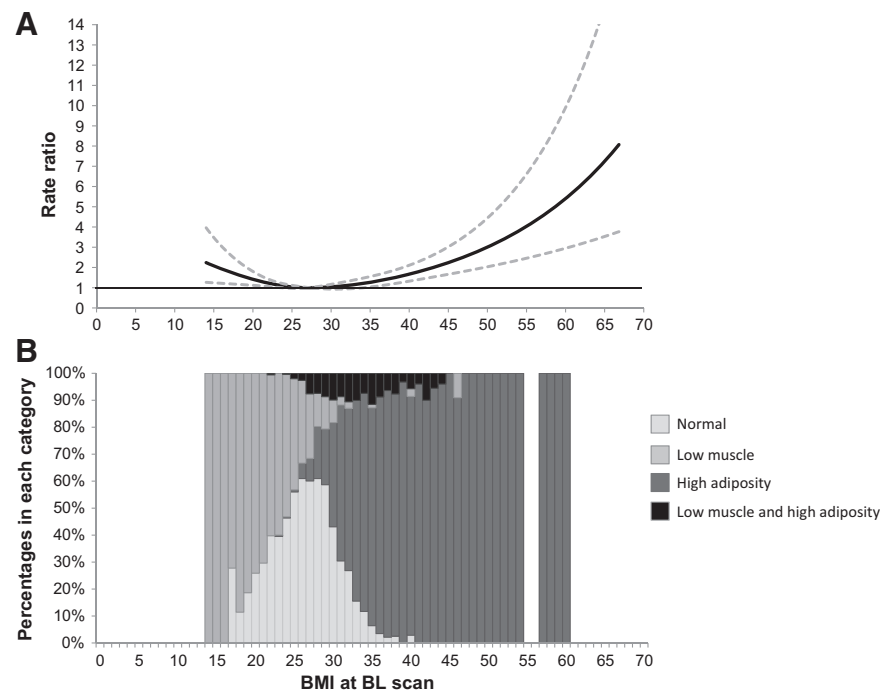 A
14
13
12
11
10
9
8
7
6
5
4
3
2
1
0
Rate ratio
0 5 10 15 20 25 30 35 40 45 50 55 60 65 70
B
100%
90%
80%
70%
60%
50%
40%
30%
20%
10%
0%
Percentages in each category
0 5 10 15 20 25 30 35 40 45 50 55 60 65 70
BMI at BL scan
Normal
Low muscle
High adiposity
Low muscle and high adiposity